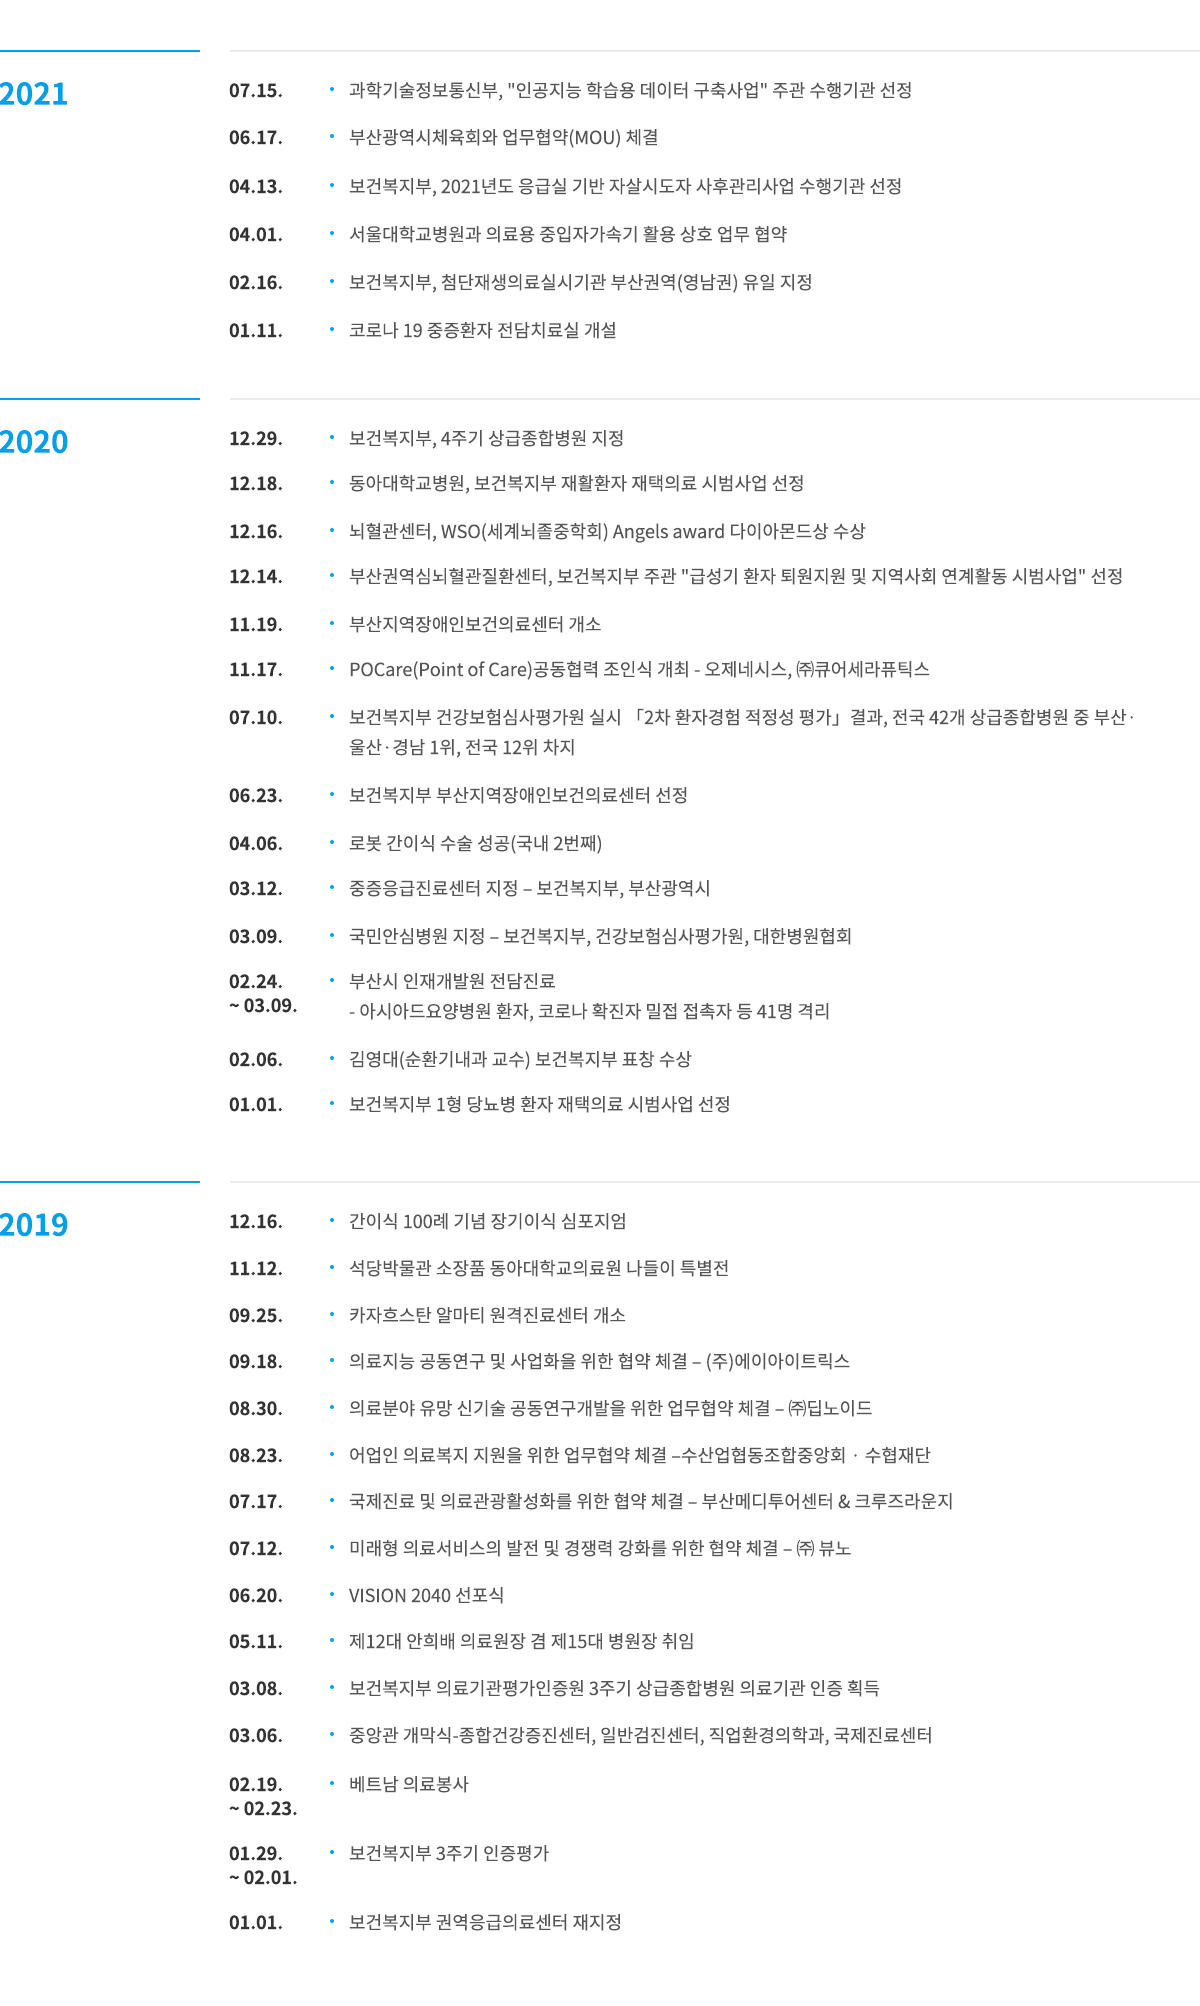 2021
07.15. • 과학기술정보통신부, "인공지능 학습용 데이터 구축사업" 주관 수행기관 선정
06.17. • 부산광역시체육회와 업무협약(MOU) 체결
04.13. • 보건복지부, 2021년도 응급실 기반 자살시도자 사후관리사업 수행기관 선정
04.01. • 서울대학교병원과 의료용 중입자가속기 활용 상호 업무 협약
02.16. • 보건복지부, 첨단재생의료실시기관 부산권역(영남권) 유일 지정
01.11. • 코로나 19 중증환자 전담치료실 개설
2020
12.29. • 보건복지부, 4주기 상급종합병원 지정
12.18. • 동아대학교병원, 보건복지부 재활환자 재택의료 시범사업 선정
12.16. • 뇌혈관센터, WSO(세계뇌졸중학회) Angels award 다이아몬드상 수상
12.14. • 부산권역심뇌혈관질환센터, 보건복지부 주관 "급성기 환자 퇴원지원 및 지역사회 연계활동 시범사업" 선정
11.19. • 부산지역장애인보건의료센터 개소
11.17. • POCare(Point of Care)공동협력 조인식 개최 - 오제네시스, ㈜큐어세라퓨틱스
07.10. • 보건복지부 건강보험심사평가원 실시 「2차 환자경험 적정성 평가」결과, 전국 42개 상급종합병원 중 부산·
울산·경남 1위, 전국 12위 차지
06.23. • 보건복지부 부산지역장애인보건의료센터 선정
04.06. • 로봇 간이식 수술 성공(국내 2번째)
03.12. • 중증응급진료센터 지정 – 보건복지부, 부산광역시
03.09. • 국민안심병원 지정 – 보건복지부, 건강보험심사평가원, 대한병원협회
02.24. • 부산시 인재개발원 전담진료
~ 03.09. - 아시아드요양병원 환자, 코로나 확진자 밀접 접촉자 등 41명 격리
02.06. • 김영대(순환기내과 교수) 보건복지부 표창 수상
01.01. • 보건복지부 1형 당뇨병 환자 재택의료 시범사업 선정
2019
12.16. • 간이식 100례 기념 장기이식 심포지엄
11.12. • 석당박물관 소장품 동아대학교의료원 나들이 특별전
09.25. • 카자흐스탄 알마티 원격진료센터 개소
09.18. • 의료지능 공동연구 및 사업화을 위한 협약 체결 – (주)에이아이트릭스
08.30. • 의료분야 유망 신기술 공동연구개발을 위한 업무협약 체결 – ㈜딥노이드
08.23. • 어업인 의료복지 지원을 위한 업무협약 체결 –수산업협동조합중앙회 · 수협재단
07.17. • 국제진료 및 의료관광활성화를 위한 협약 체결 – 부산메디투어센터 & 크루즈라운지
07.12. • 미래형 의료서비스의 발전 및 경쟁력 강화를 위한 협약 체결 – ㈜ 뷰노
06.20. • VISION 2040 선포식
05.11. • 제12대 안희배 의료원장 겸 제15대 병원장 취임
03.08. • 보건복지부 의료기관평가인증원 3주기 상급종합병원 의료기관 인증 획득
03.06. • 중앙관 개막식-종합건강증진센터, 일반검진센터, 직업환경의학과, 국제진료센터
02.19. • 베트남 의료봉사
~ 02.23.
01.29. • 보건복지부 3주기 인증평가
~ 02.01.
01.01. • 보건복지부 권역응급의료센터 재지정